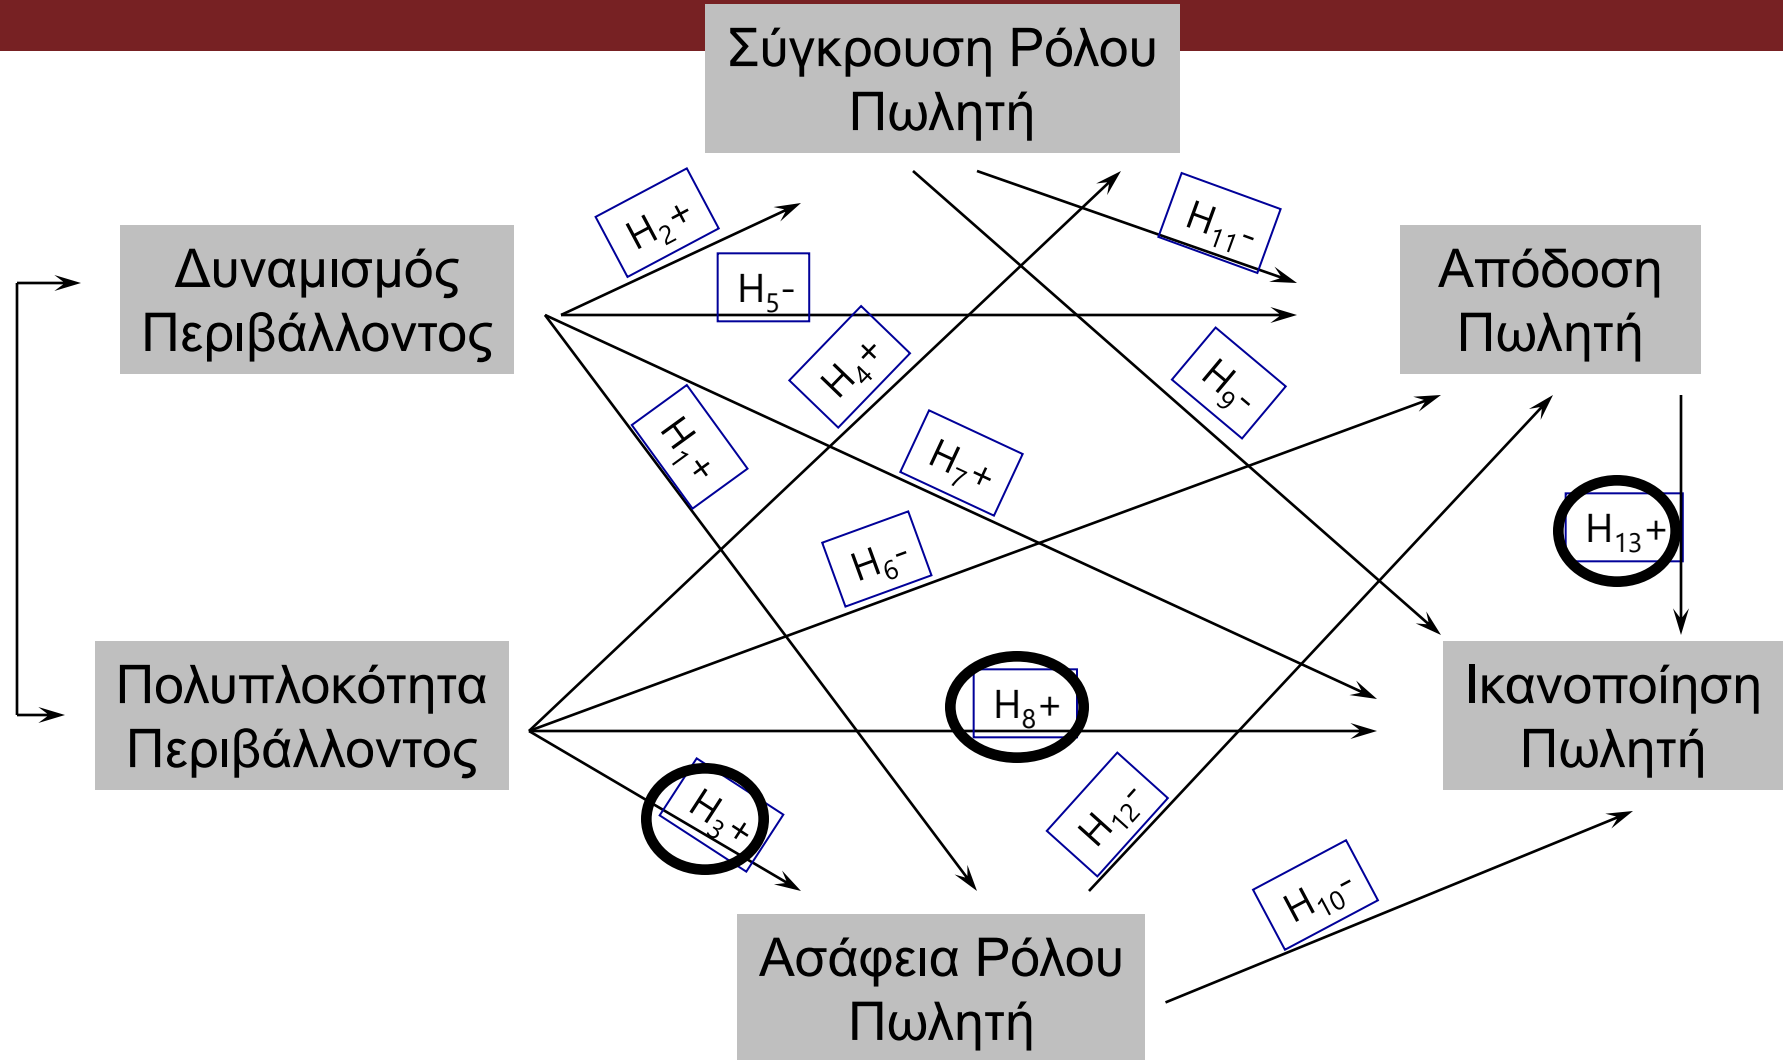 Σύγκρουση Ρόλου
Πωλητή
H2+
H11-
Δυναμισμός
Περιβάλλοντος
H5-
Απόδοση
Πωλητή
H4+
H9-
H1+
H7+
H6-
H13+
Πολυπλοκότητα
Περιβάλλοντος
H8+
Ικανοποίηση
Πωλητή
H3+
H12-
H10-
Ασάφεια Ρόλου
Πωλητή